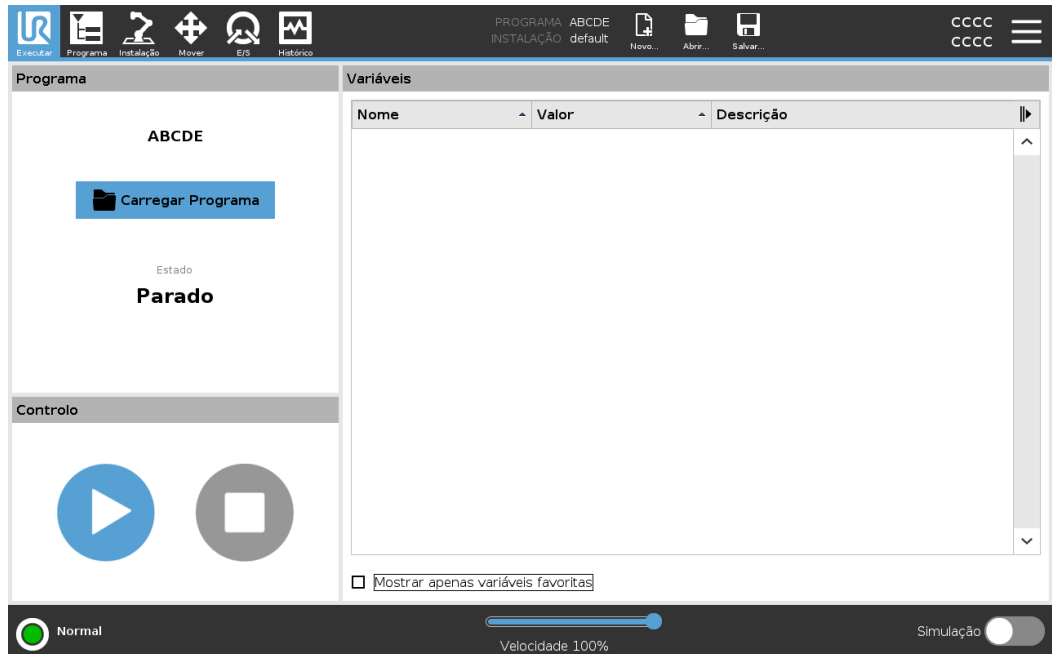 UR
Executar
Programa
Instalação
Mover
E/S
Histórico
PROGRAMA ABCDE
INSTALAÇÃO default
Novo...
Abrir...
Salvar...
CCCC
CCCC
Programa
ABCDE
Carregar Programa
Estado
Parado
Controlo
Variáveis
Nome
Valor
Descrição
Mostrar apenas variáveis favoritas
Normal
Velocidade 100%
Simulação